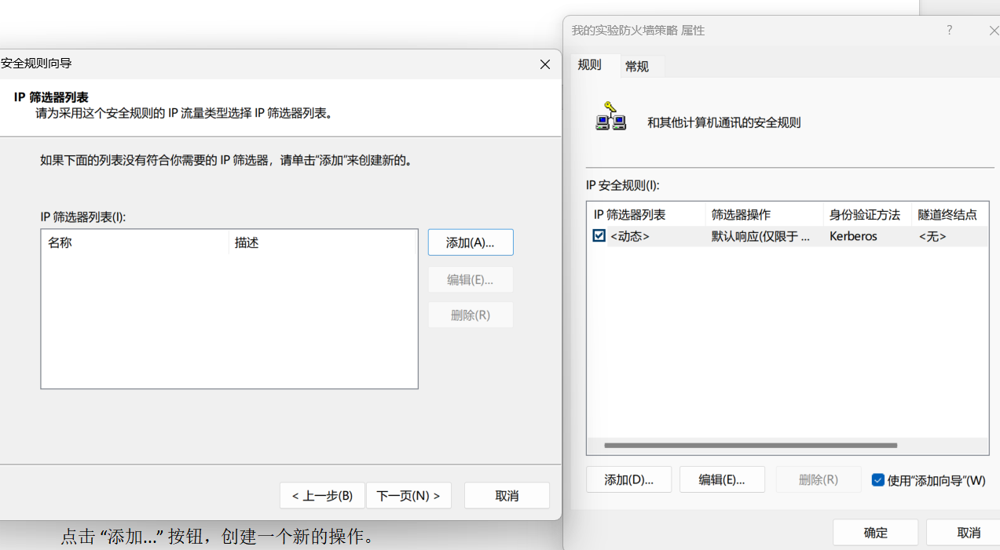 安全规则向导
IP 筛选器列表
请为采用这个安全规则的 IP 流量类型选择 IP 筛选器列表。
如果下面的列表没有符合你需要的 IP 筛选器，请单击“添加”来创建新的。
IP 筛选器列表(I):
名称 描述
添加(A)...
编辑(E)...
删除(R)
< 上一步(B) 下一页(N) > 取消
点击 “添加...” 按钮，创建一个新的操作。
我的实验防火墙策略 属性 ?
规则 常规
和其他计算机通讯的安全规则
IP 安全规则(I):
IP 筛选器列表 筛选器操作 身份验证方法 隧道终结点
<动态> 默认响应(仅限于 ... Kerberos <无>
添加(D)... 编辑(E)... 删除(R) 使用“添加向导”(W)
确定 取消